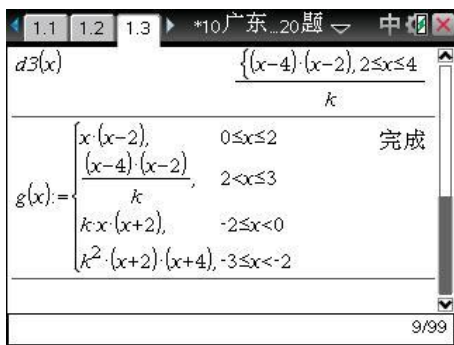 1.1 1.2 1.3 *10广东…20题 中
d3(x) {(x−4)·(x−2), 2≤x≤4
k
g(x):={x·(x−2), 0≤x≤2 完成
(x−4)·(x−2)
k , 2<x≤3
k·x·(x+2), -2≤x<0
k²·(x+2)·(x+4), -3≤x<-2
9/99